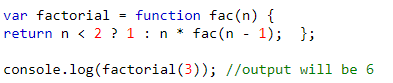 var factorial = function fac(n) {
return n < 2 ? 1 : n * fac(n - 1);  };
console.log(factorial(3)); //output will be 6